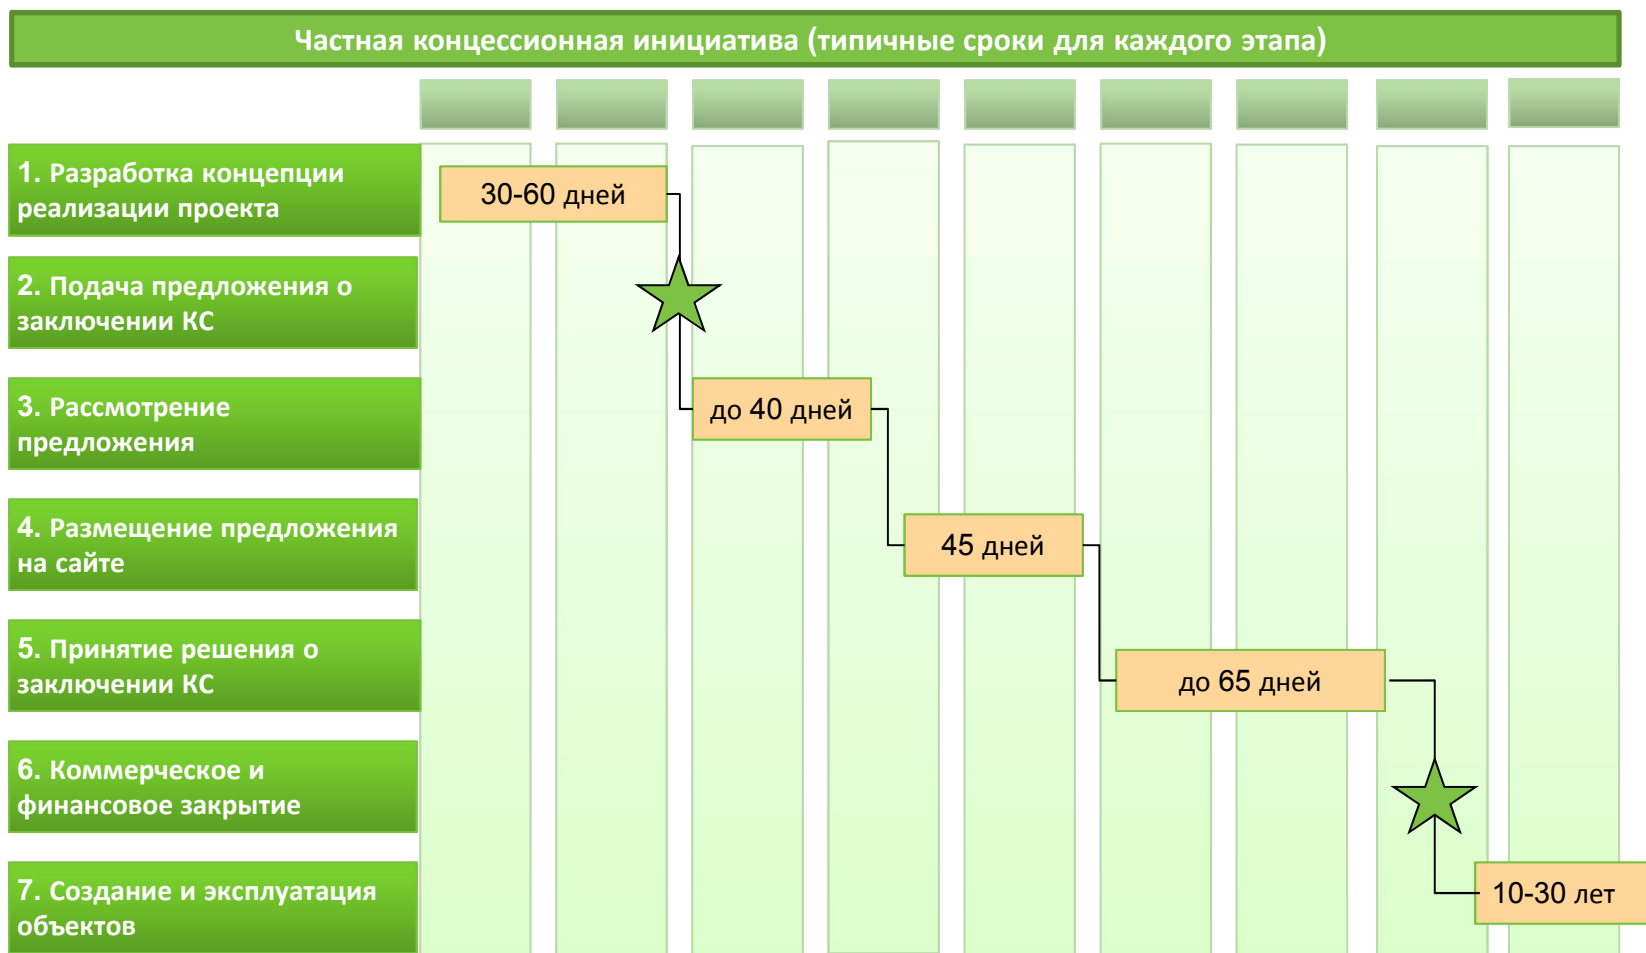 Частная концессионная инициатива (типичные сроки для каждого этапа)
1. Разработка концепции
реализации проекта
30-60 дней
2. Подача предложения о
заключении КС
3. Рассмотрение
предложения
до 40 дней
4. Размещение предложения
на сайте
45 дней
5. Принятие решения о
заключении КС
до 65 дней
6. Коммерческое и
финансовое закрытие
7. Создание и эксплуатация
объектов
10-30 лет